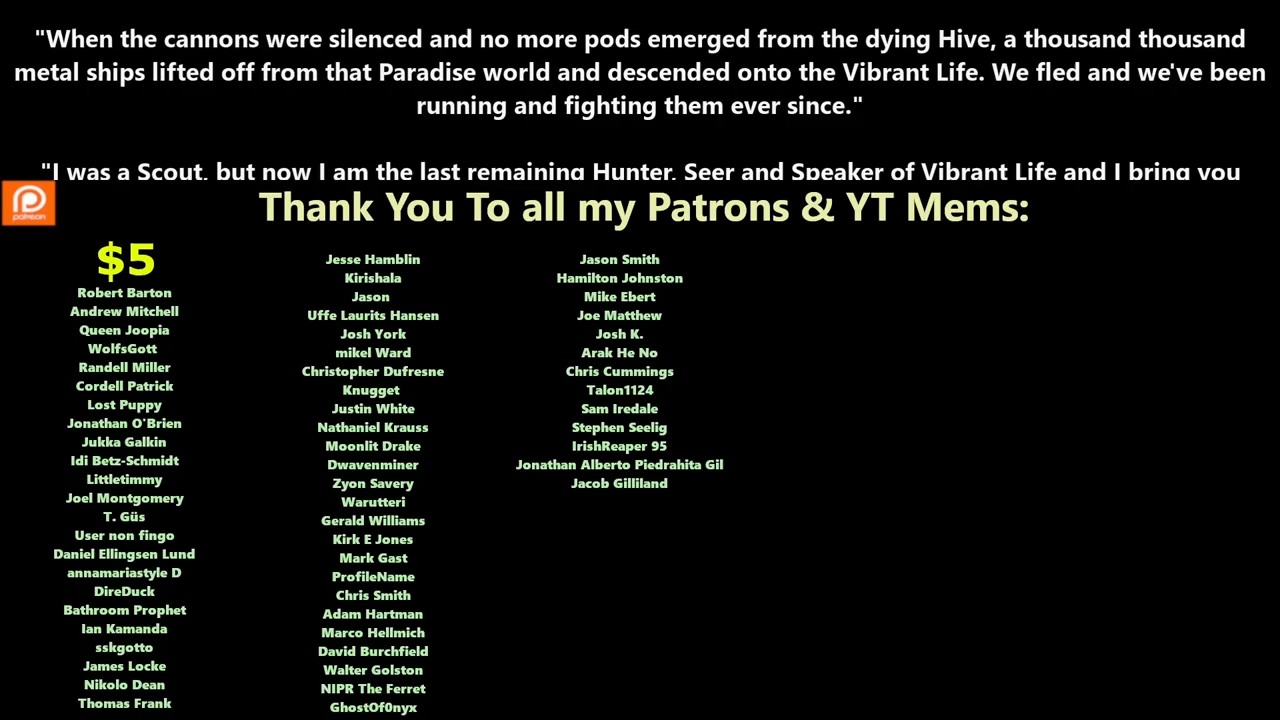 "When the cannons were silenced and no more pods emerged from the dying Hive, a thousand thousand
metal ships lifted off from that Paradise world and descended onto the Vibrant Life. We fled and we've been
running and fighting them ever since."
"I was a Scout, but now I am the last remaining Hunter, Seer and Speaker of Vibrant Life and I bring you
patreon
Thank You To all my Patrons & YT Mems:
$5
Robert Barton
Andrew Mitchell
Queen Joopia
WolfsGott
Randell Miller
Cordell Patrick
Lost Puppy
Jonathan O'Brien
Jukka Galkin
Idi Betz-Schmidt
Littletimmy
Joel Montgomery
T. Güs
User non fingo
Daniel Ellingsen Lund
annamariastyle D
DireDuck
Bathroom Prophet
Ian Kamanda
sskgotto
James Locke
Nikolo Dean
Thomas Frank
Jesse Hamblin
Kirishala
Jason
Uffe Laurits Hansen
Josh York
mikel Ward
Christopher Dufresne
Knugget
Justin White
Nathaniel Krauss
Moonlit Drake
Dwavenminer
Zyon Savery
Warutteri
Gerald Williams
Kirk E Jones
Mark Gast
ProfileName
Chris Smith
Adam Hartman
Marco Hellmich
David Burchfield
Walter Golston
NIPR The Ferret
GhostOf0nyx
Jason Smith
Hamilton Johnston
Mike Ebert
Joe Matthew
Josh K.
Arak He No
Chris Cummings
Talon1124
Sam Iredale
Stephen Seelig
IrishReaper 95
Jonathan Alberto Piedrahita Gil
Jacob Gilliland